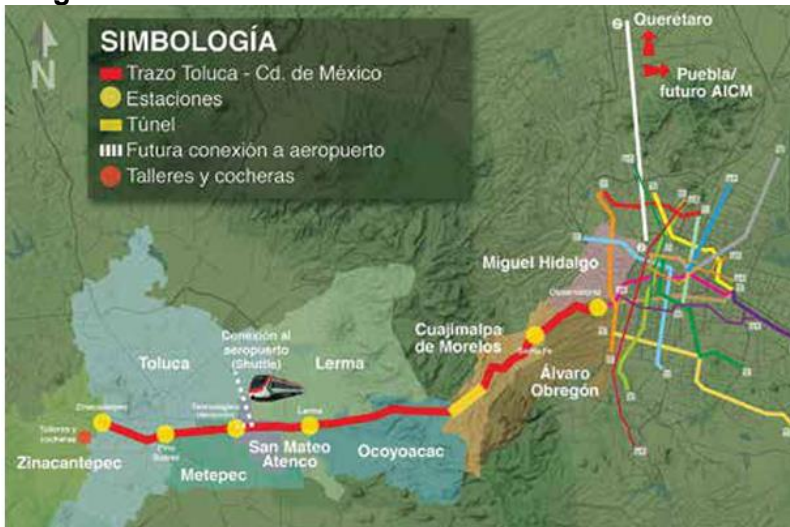 N
SIMBOLOGÍA
Trazo Toluca - Cd. de México
Estaciones
Túnel
Futura conexión a aeropuerto
Talleres y cocheras
Querétaro
Puebla/
futuro AICM
Miguel Hidalgo
Observatorio
Cuajimalpa
de Morelos
Santa Fe
Álvaro
Obregón
Conexión al
aeropuerto
(Shuttle)
Toluca
Lerma
Zinacantepec
Lerma
Talleres y
cocheras
Pino
Suárez
San Mateo
Atenco
Ocoyoacac
Zinacantepec
Metepec